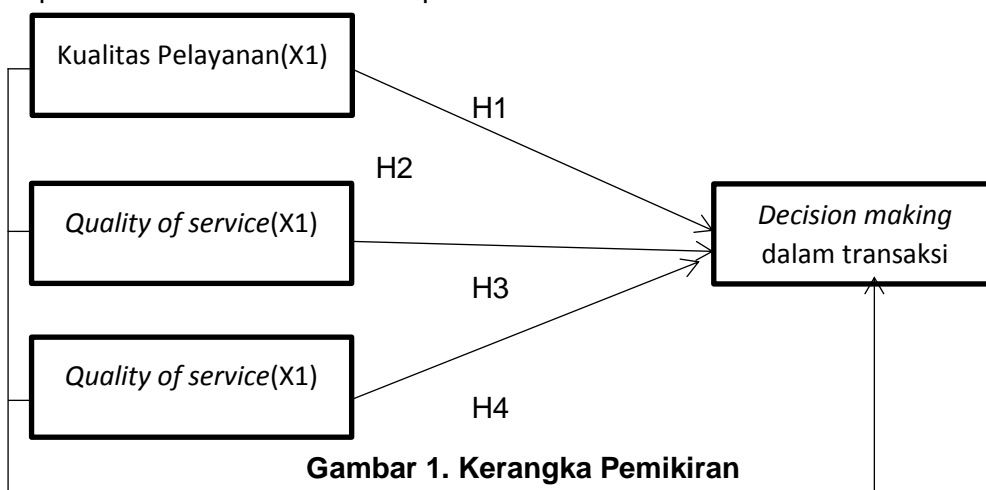 Kualitas Pelayanan(X1)
H1
H2
Quality of service(X1)
Decision making
dalam transaksi
H3
Quality of service(X1)
H4
Gambar 1. Kerangka Pemikiran